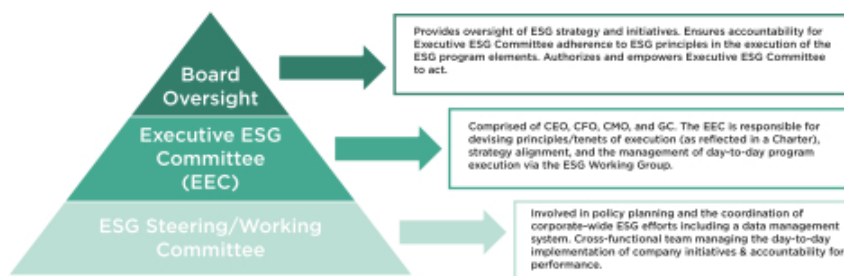 Board
Oversight
Provides oversight of ESG strategy and initiatives. Ensures accountability for
Executive ESG Committee adherence to ESG principles in the execution of the
ESG program elements. Authorizes and empowers Executive ESG Committee
to act.
Executive ESG
Committee
(EEC)
Comprised of CEO, CFO, CMO, and GC. The EEC is responsible for
devising principles/tenets of execution (as reflected in a Charter),
strategy alignment, and the management of day-to-day program
execution via the ESG Working Group.
ESG Steering/Working
Committee
Involved in policy planning and the coordination of
corporate-wide ESG efforts including a data management
system. Cross-functional team managing the day-to-day
implementation of company initiatives & accountability for
performance.